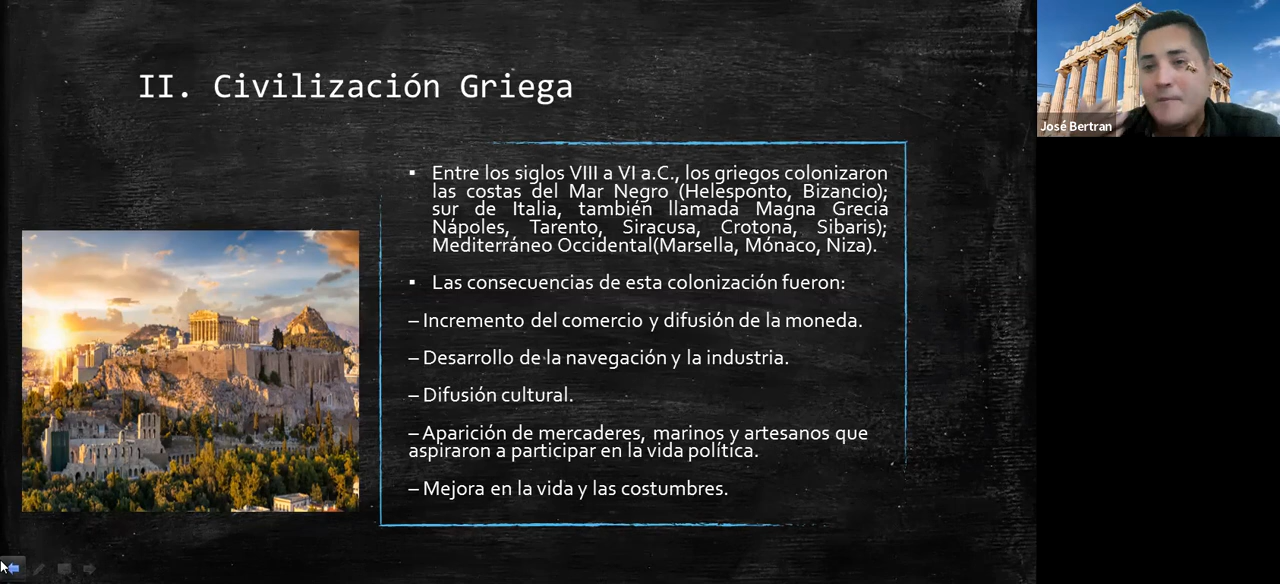 II. Civilización Griega
José Bertran
▪ Entre los siglos VIII a VI a.C., los griegos colonizaron
las costas del Mar Negro (Helesponto, Bizancio);
sur de Italia, también llamada Magna Grecia
Nápoles, Tarento, Siracusa, Crotona, Sibaris);
Mediterráneo Occidental(Marsella, Mónaco, Niza).
▪ Las consecuencias de esta colonización fueron:
– Incremento del comercio y difusión de la moneda.
– Desarrollo de la navegación y la industria.
– Difusión cultural.
– Aparición de mercaderes, marinos y artesanos que
aspiraron a participar en la vida política.
– Mejora en la vida y las costumbres.